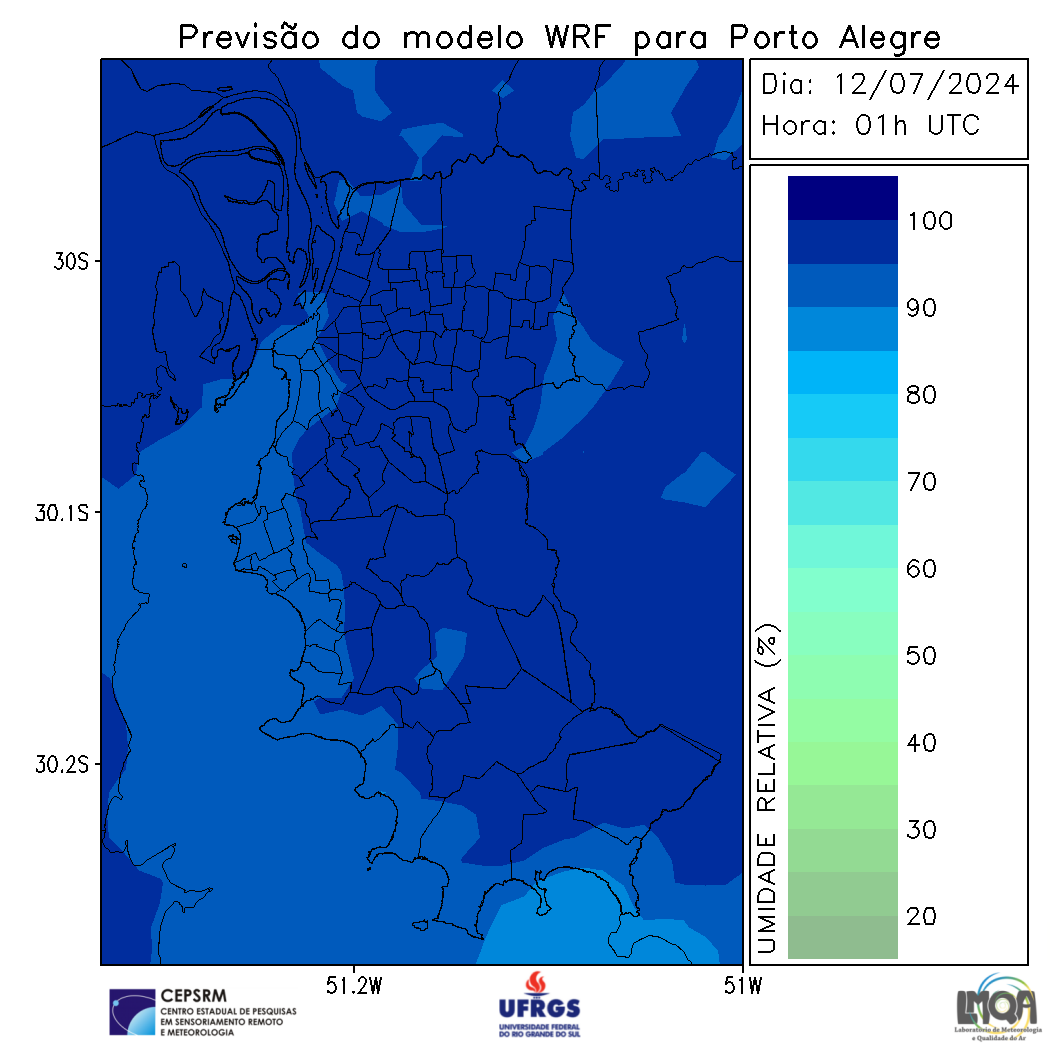 Previsão do modelo WRF para Porto Alegre
Dia: 12/07/2024
Hora: 01h UTC
30S
30.1S
30.2S
51.2W
51W
UMIDADE RELATIVA (%)
100
90
80
70
60
50
40
30
20
CEPSRM
CENTRO ESTADUAL DE PESQUISAS
EM SENSORIAMENTO REMOTO
E METEOROLOGIA
UFRGS
UNIVERSIDADE FEDERAL
DO RIO GRANDE DO SUL
LMQA
Laboratório de Meteorologia
e Qualidade do Ar